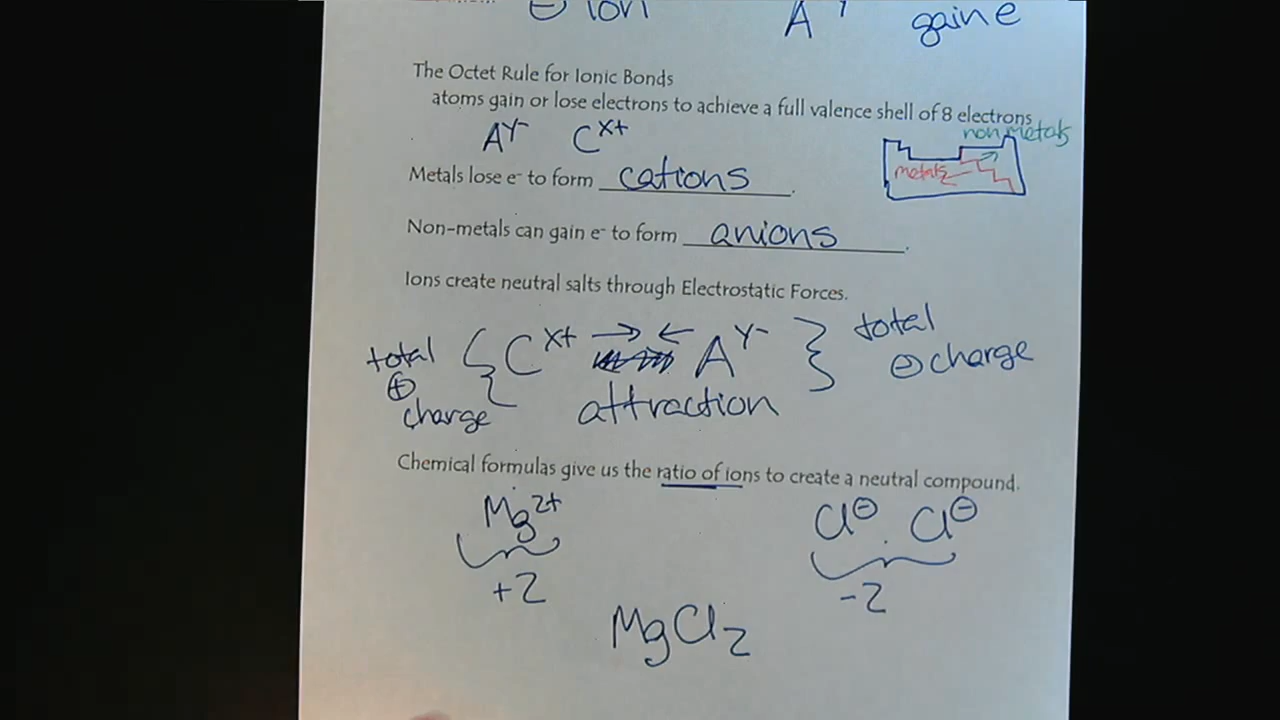 ⊖ ion A gain e
The Octet Rule for Ionic Bonds
atoms gain or lose electrons to achieve a full valence shell of 8 electrons
A^Y- C^X+
non metals
metals
Metals lose e⁻ to form cations.
Non-metals can gain e⁻ to form anions.
Ions create neutral salts through Electrostatic Forces.
total ⊕ charge { C^X+ → ← A^Y- } total ⊖ charge
attraction
Chemical formulas give us the ratio of ions to create a neutral compound.
Mg²⁺ Cl⊖ Cl⊖
+2 -2
MgCl₂